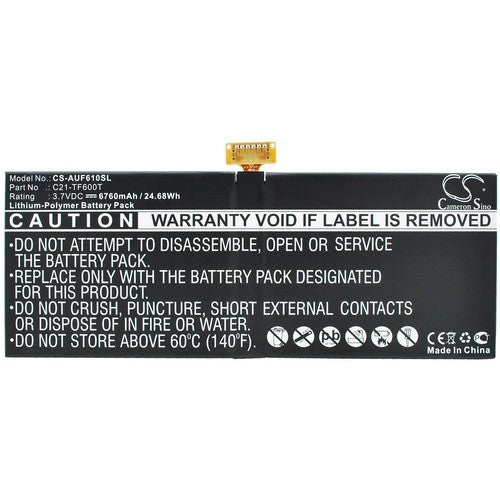 Model No.: CS-AUF610SL
Part No : C21-TF600T
Rating : 3.7VDC ⎓ 6760mAh / 24.68Wh
Lithium-Polymer Battery Pack
CS
Cameron Sino
CAUTION
WARRANTY VOID IF LABEL IS REMOVED
•DO NOT ATTEMPT TO DISASSEMBLE, OPEN OR SERVICE
THE BATTERY PACK.
•REPLACE ONLY WITH THE BATTERY PACK DESIGNATED
FOR THIS PRODUCT.
•DO NOT CRUSH, PUNCTURE, SHORT EXTERNAL CONTACTS
OR DISPOSE OF IN FIRE OR WATER.
•DO NOT STORE ABOVE 60°C (140°F).
CE
Made In China